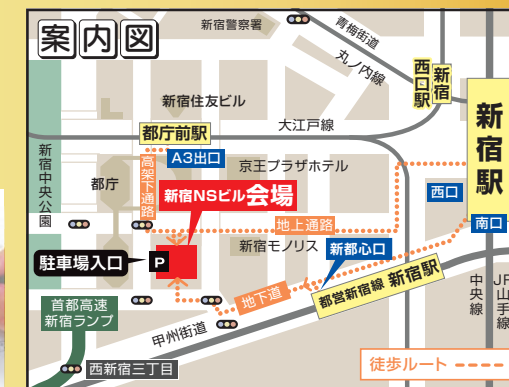 案内図
新宿警察署
青梅街道
丸ノ内線
新宿
西口駅
新宿住友ビル
新宿駅
都庁前駅
大江戸線
A3出口
新宿中央公園
高架下通路
京王プラザホテル
都庁
新宿NSビル会場
西口
地上通路
南口
新宿モノリス
新都心口
駐車場入口
P
都営新宿線 新宿駅
地下道
首都高速
新宿ランプ
甲州街道
中央線
JR山手線
西新宿三丁目
徒歩ルート